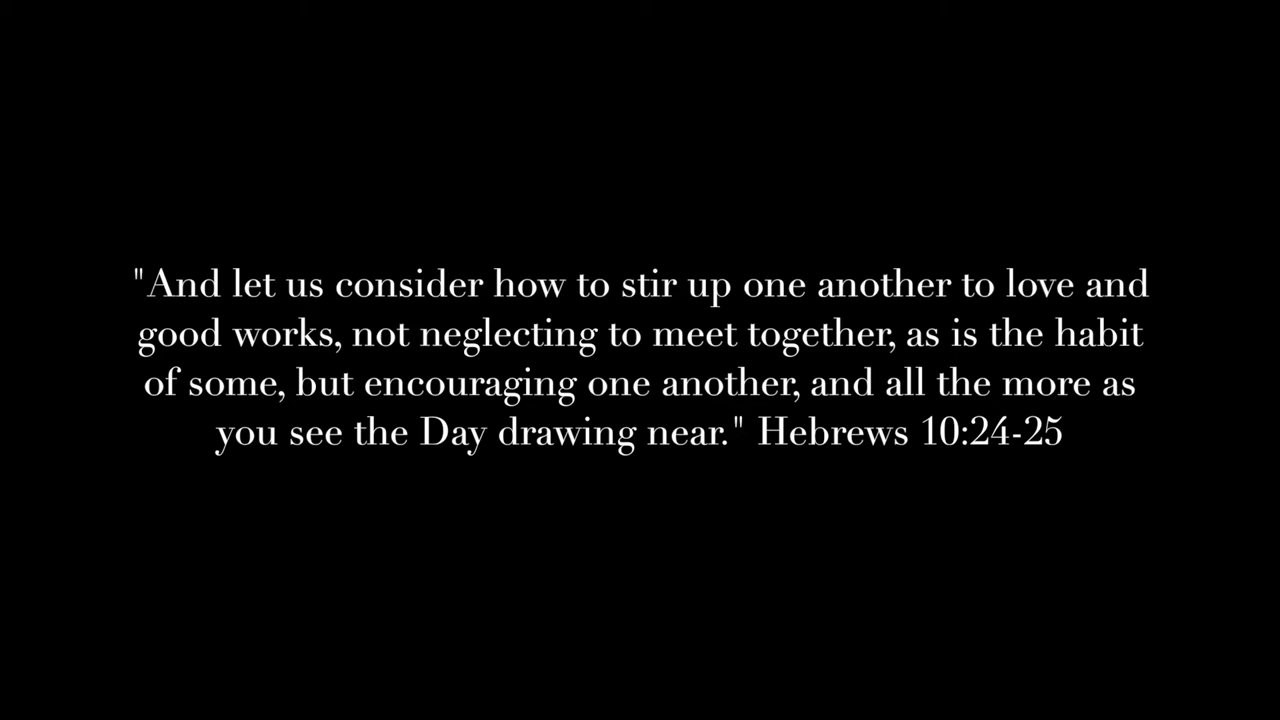 "And let us consider how to stir up one another to love and
good works, not neglecting to meet together, as is the habit
of some, but encouraging one another, and all the more as
you see the Day drawing near." Hebrews 10:24-25